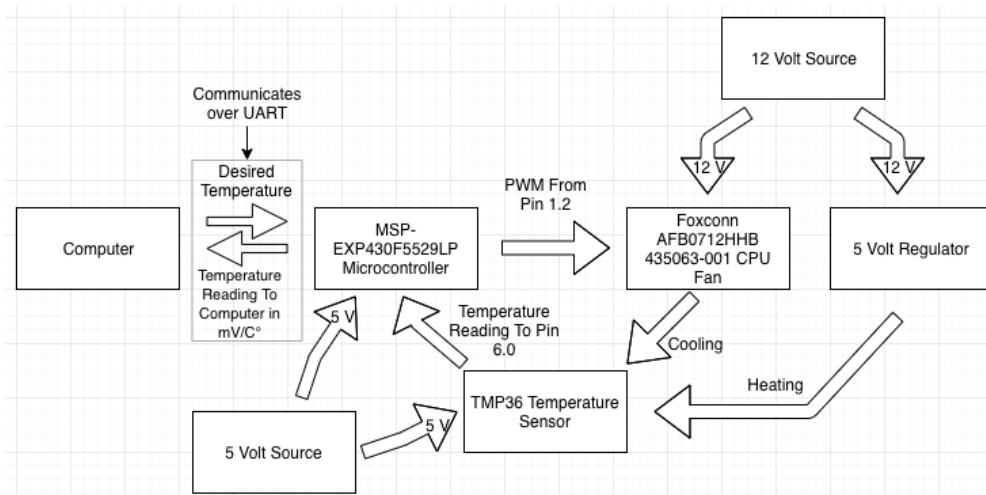 12 Volt Source
Communicates
over UART
12 V
12 V
Desired
Temperature
PWM From
Pin 1.2
Computer
MSP-
EXP430F5529LP
Microcontroller
Foxconn
AFB0712HHB
435063-001 CPU
Fan
5 Volt Regulator
Temperature
Reading To
Computer in
mV/C°
5 V
Temperature
Reading To Pin
6.0
Cooling
Heating
TMP36 Temperature
Sensor
5 V
5 Volt Source